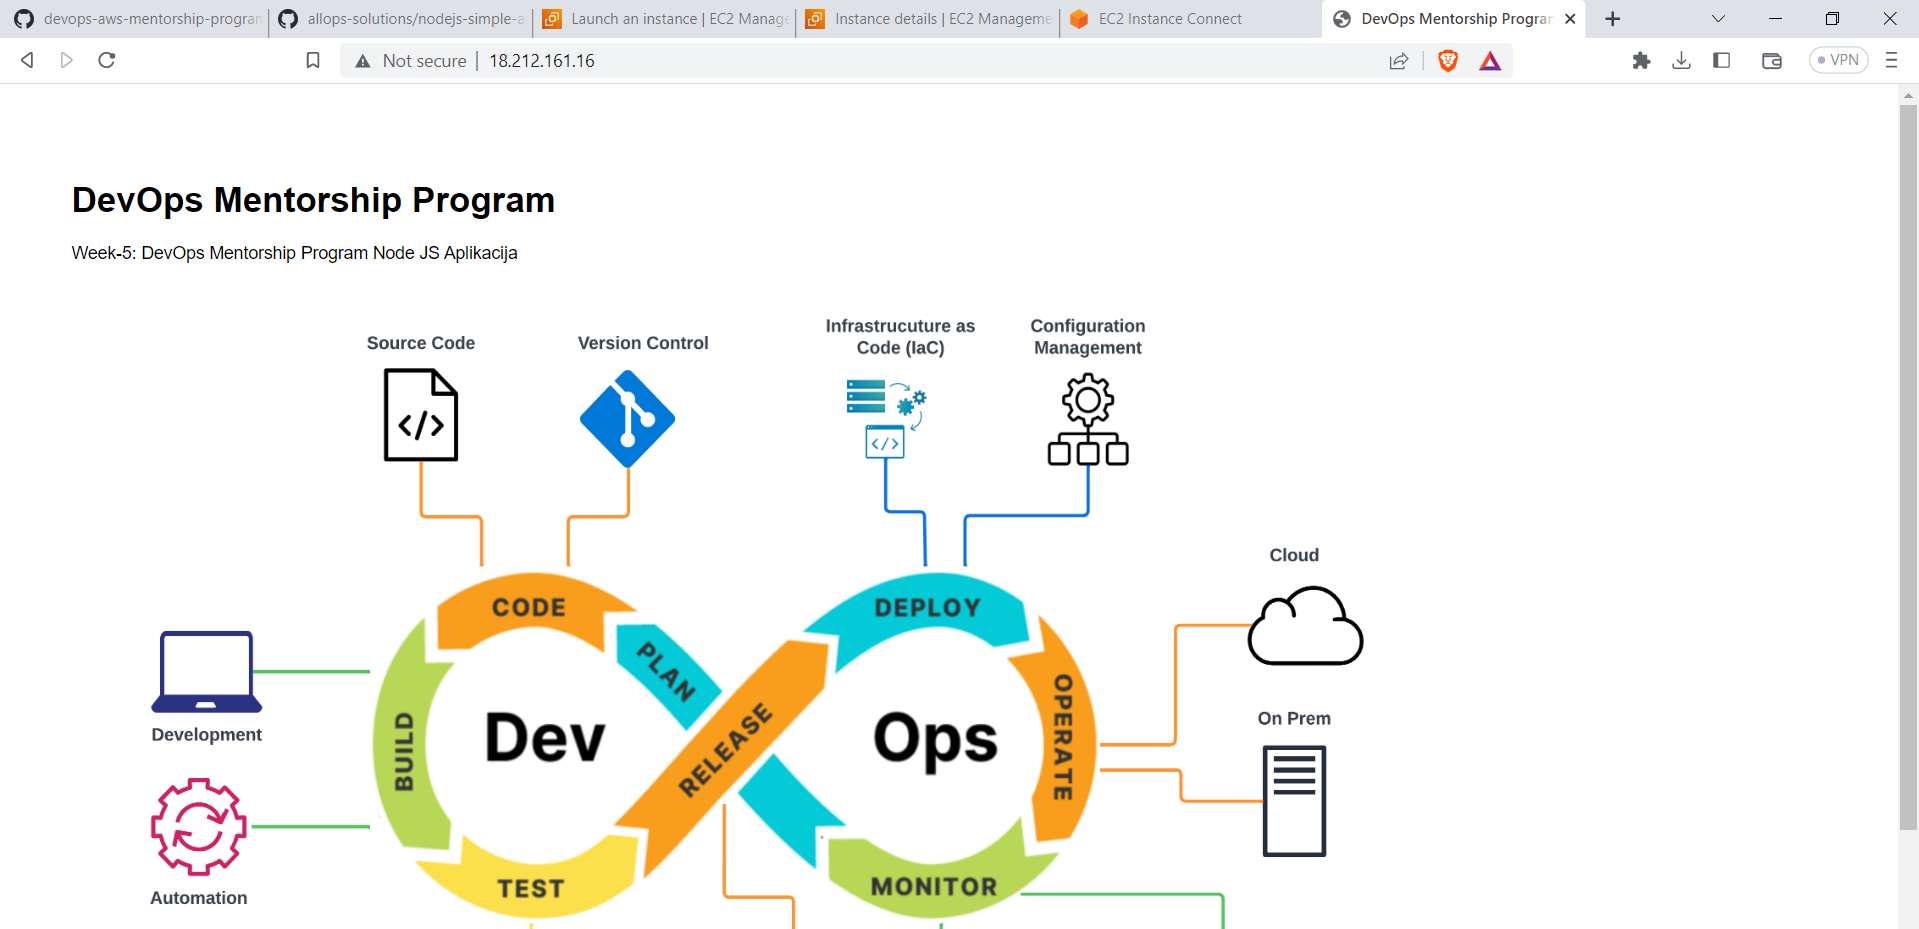 devops-aws-mentorship-program
allops-solutions/nodejs-simple-a
Launch an instance | EC2 Manage
Instance details | EC2 Manageme
EC2 Instance Connect
DevOps Mentorship Program
Not secure
18.212.161.16
VPN
DevOps Mentorship Program
Week-5: DevOps Mentorship Program Node JS Aplikacija
Source Code
Version Control
Infrastrucuture as
Code (IaC)
Configuration
Management
Cloud
On Prem
Development
Automation
CODE
PLAN
BUILD
TEST
RELEASE
DEPLOY
OPERATE
MONITOR
Dev
Ops